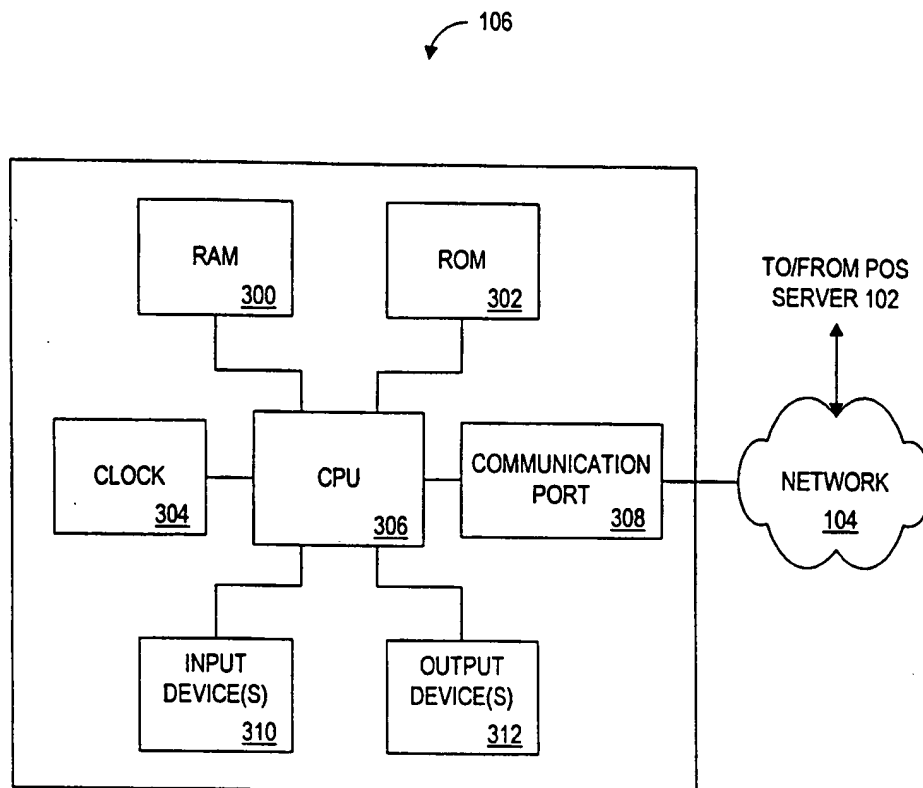 106
RAM
300
ROM
302
TO/FROM POS
SERVER 102
CLOCK
304
CPU
306
COMMUNICATION
PORT
308
NETWORK
104
INPUT
DEVICE(S)
310
OUTPUT
DEVICE(S)
312